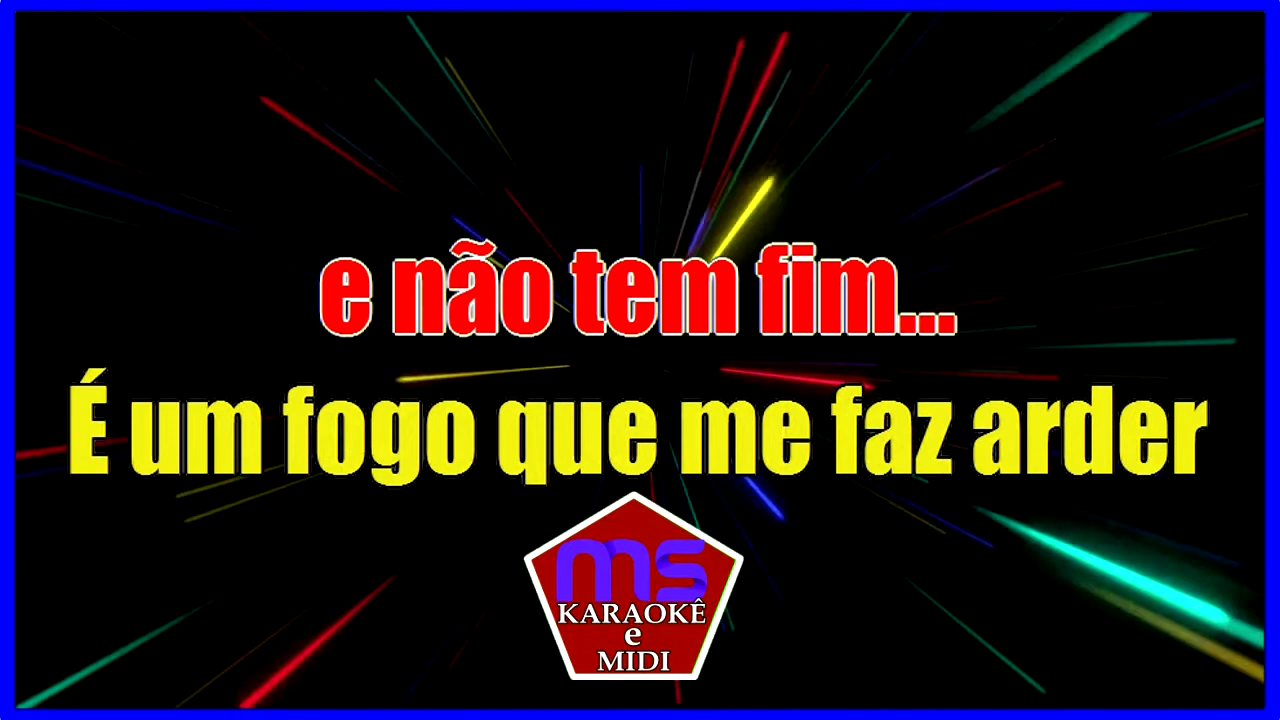 e não tem fim...
É um fogo que me faz arder
ms
KARAOKÊ
e
MIDI